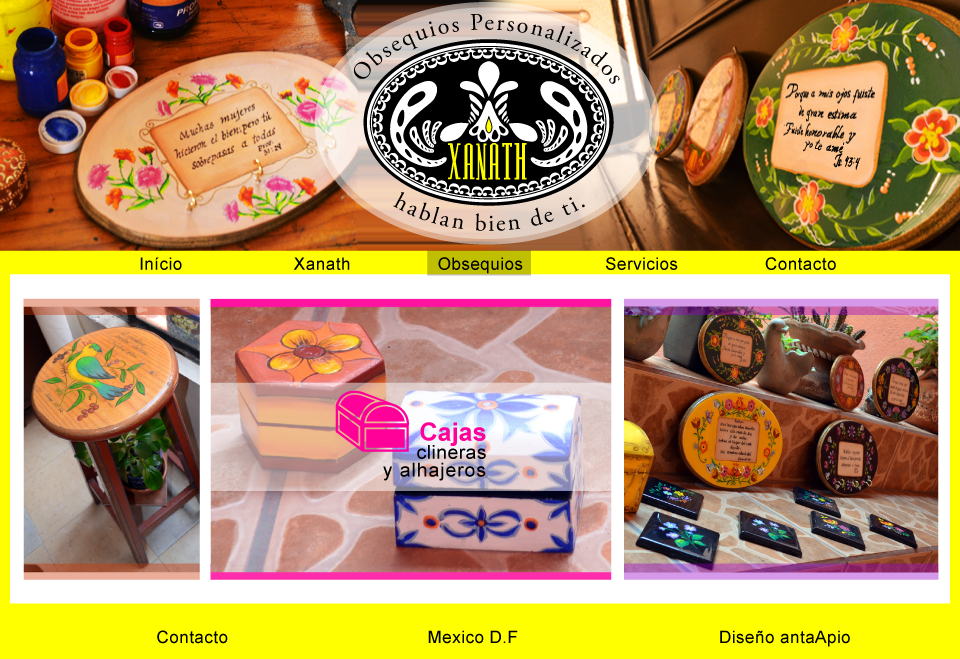 Obsequios Personalizados
XANATH
hablan bien de ti.
Muchas mujeres
hicieron el bien; pero tú
sobrepasas a todas
Prov
31:29
Porque a mis ojos fuiste
de gran estima
Fuiste honorable y
yo te amé
Is 43:4
Início
Xanath
Obsequios
Servicios
Contacto
Cajas
clineras
y alhajeros
Contacto
Mexico D.F
Diseño antaApio